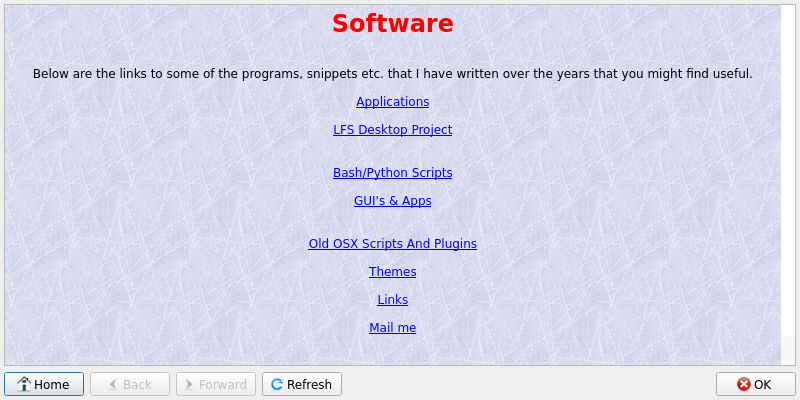 Software
Below are the links to some of the programs, snippets etc. that I have written over the years that you might find useful.
Applications
LFS Desktop Project
Bash/Python Scripts
GUI's & Apps
Old OSX Scripts And Plugins
Themes
Links
Mail me
Home Back Forward Refresh OK